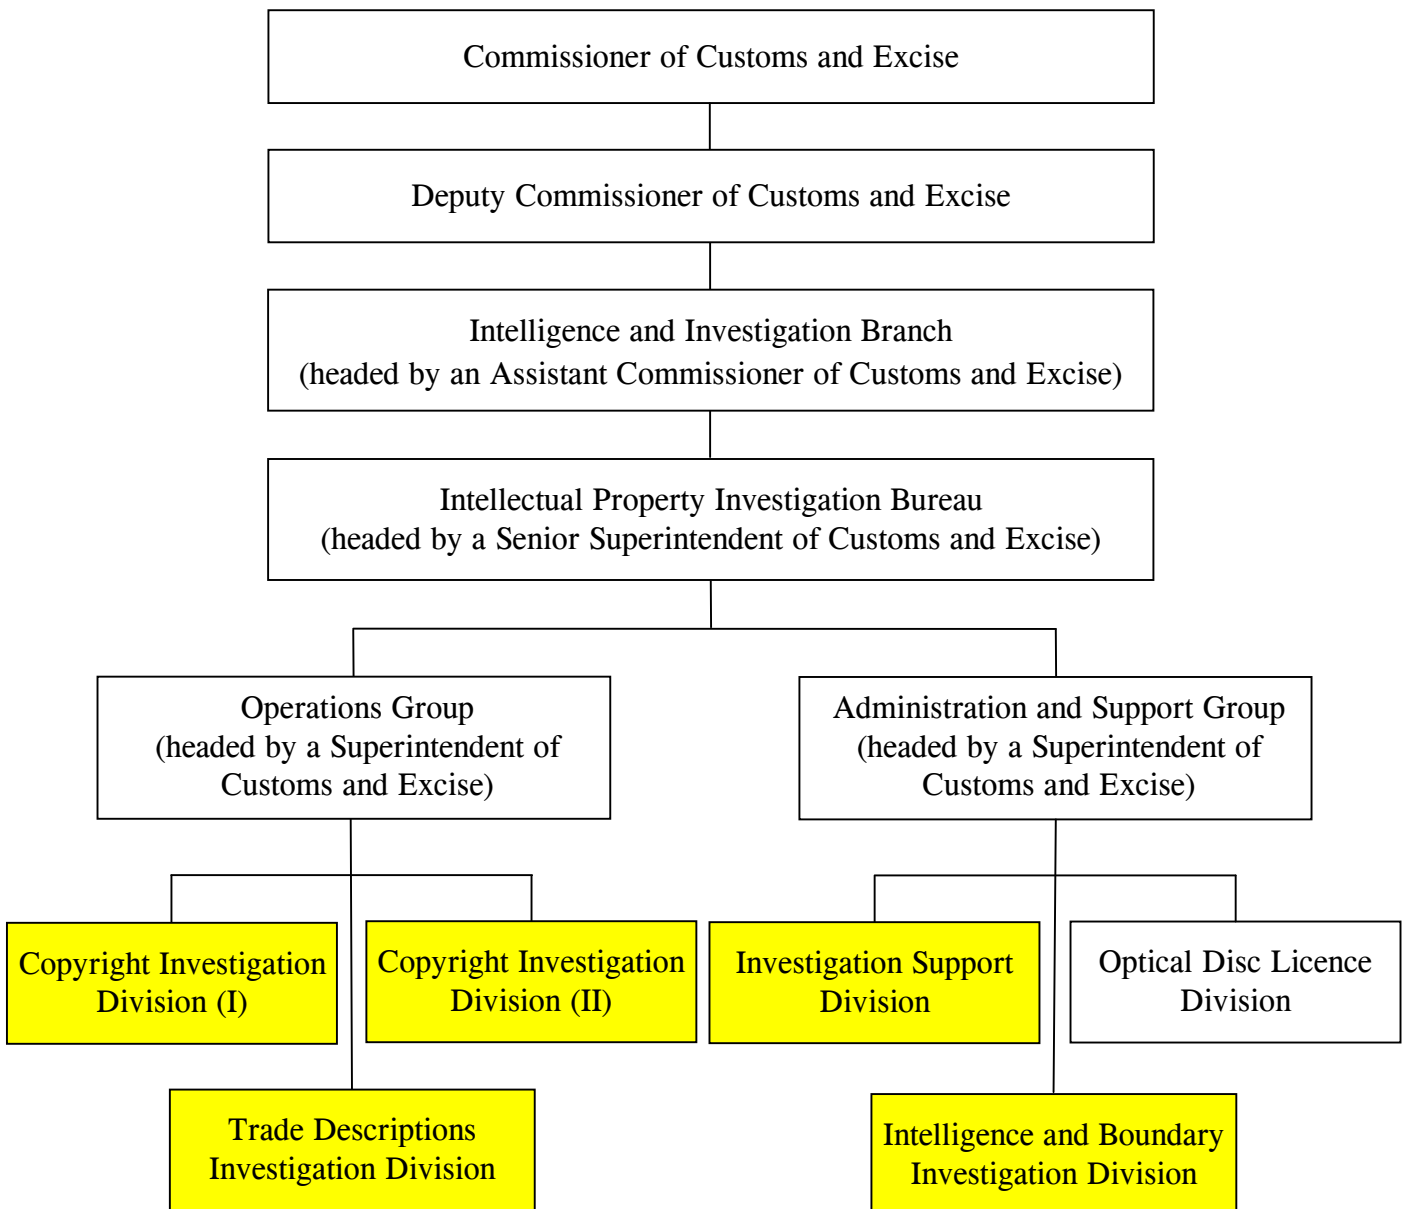 Commissioner of Customs and Excise
Deputy Commissioner of Customs and Excise
Intelligence and Investigation Branch
(headed by an Assistant Commissioner of Customs and Excise)
Intellectual Property Investigation Bureau
(headed by a Senior Superintendent of Customs and Excise)
Operations Group
(headed by a Superintendent of
Customs and Excise)
Administration and Support Group
(headed by a Superintendent of
Customs and Excise)
Copyright Investigation
Division (I)
Copyright Investigation
Division (II)
Investigation Support
Division
Optical Disc Licence
Division
Trade Descriptions
Investigation Division
Intelligence and Boundary
Investigation Division